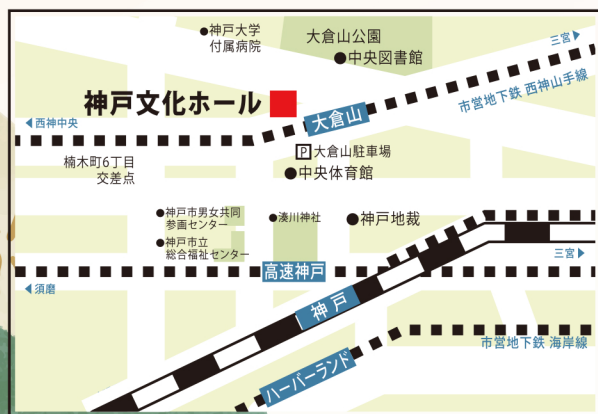 ●神戸大学
付属病院
大倉山公園
●中央図書館
三宮▶
市営地下鉄 西神山手線
神戸文化ホール
大倉山
◀西神中央
P大倉山駐車場
●中央体育館
楠木町6丁目
交差点
●神戸市男女共同
参画センター
●湊川神社
●神戸地裁
●神戸市立
総合福祉センター
高速神戸
三宮▶
◀須磨
神戸
市営地下鉄 海岸線
ハーバーランド